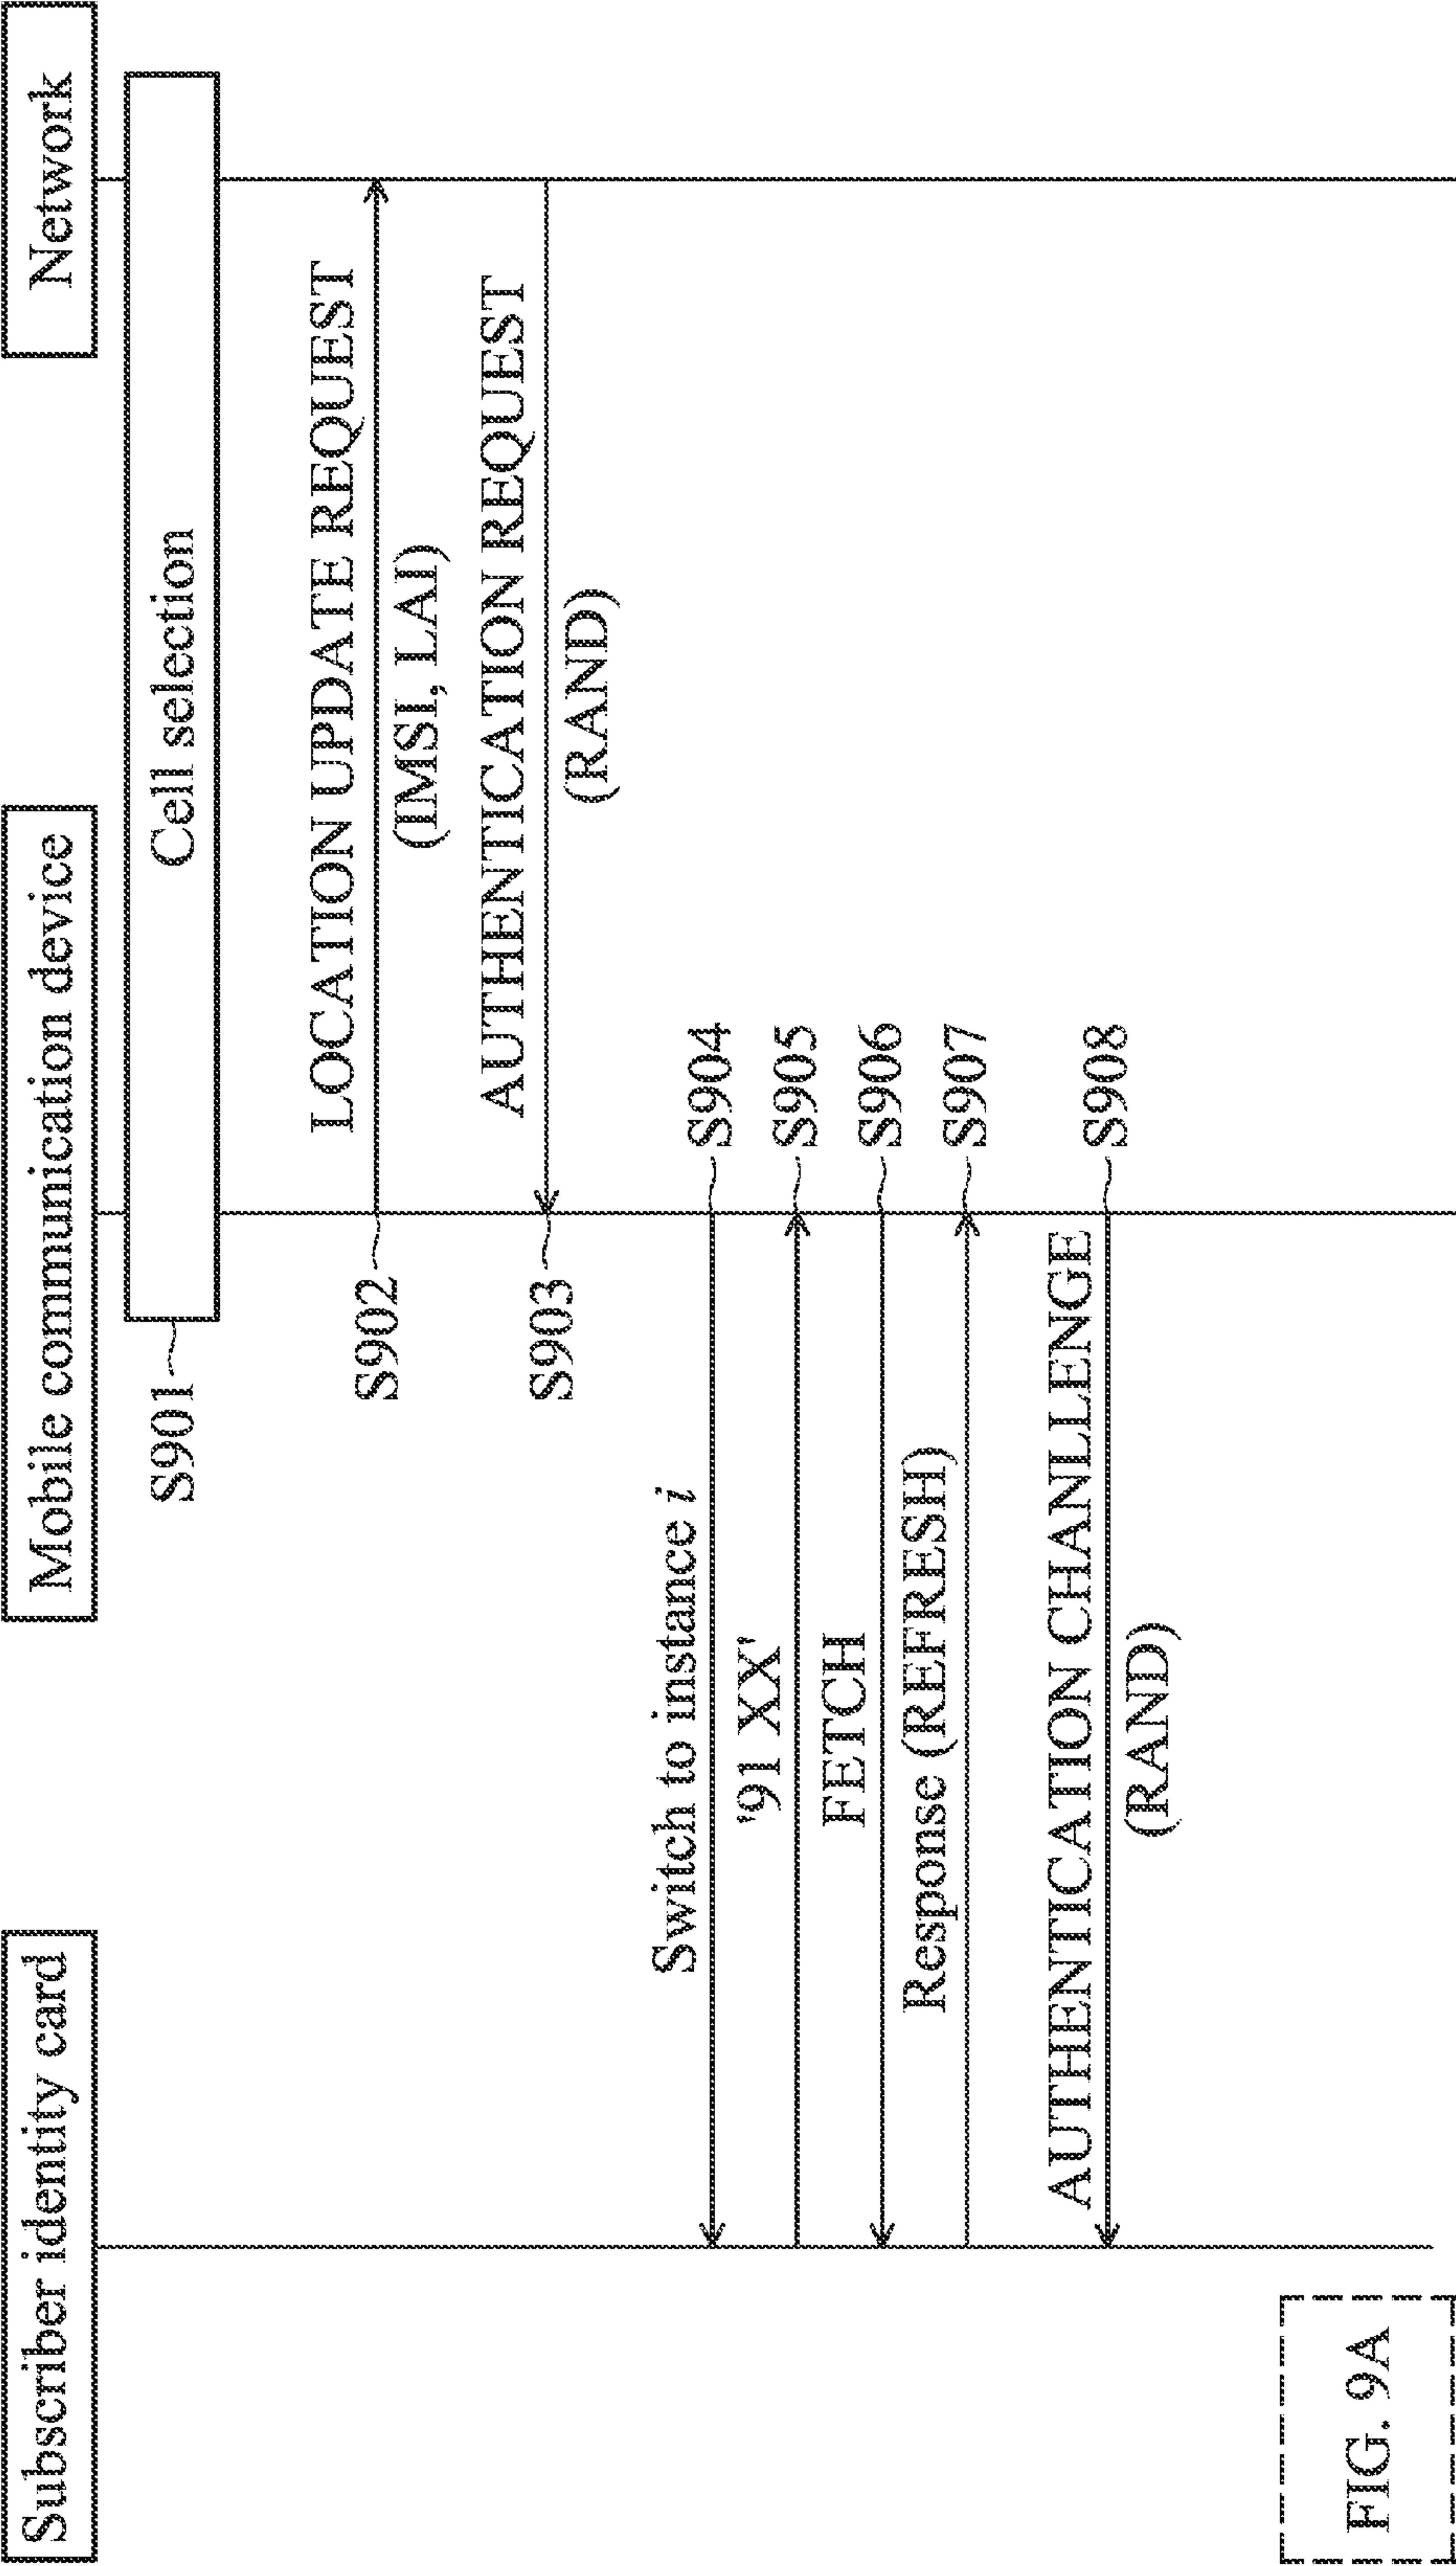 Subscriber identity card
Mobile communication device
Network
S901
Cell selection
LOCATION UPDATE REQUEST
S902
(IMSI, LAI)
AUTHENTICATION REQUEST
S903
(RAND)
Switch to instance i
S904
'91 XX'
S905
FETCH
S906
Response (REFRESH)
S907
AUTHENTICATION CHANLLENGE
S908
(RAND)
FIG. 9A